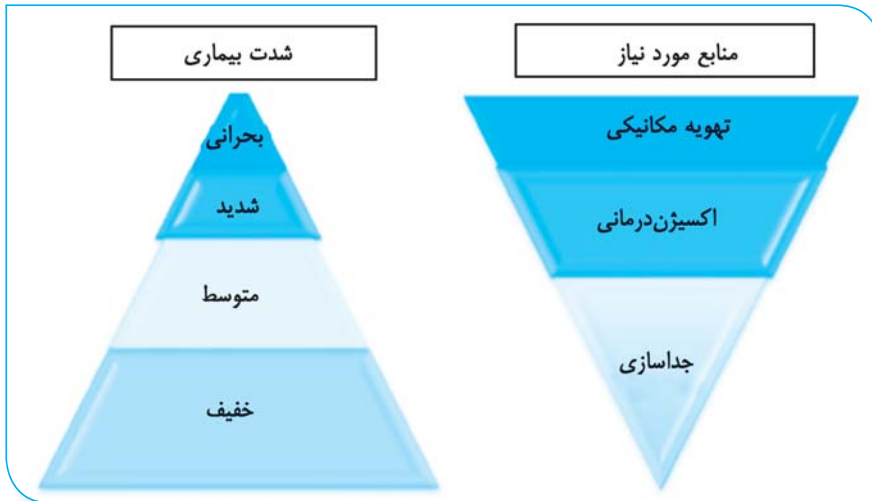 شدت بیماری
بحرانی
شدید
متوسط
خفیف
منابع مورد نیاز
تهویه مکانیکی
اکسیژن‌درمانی
جداسازی